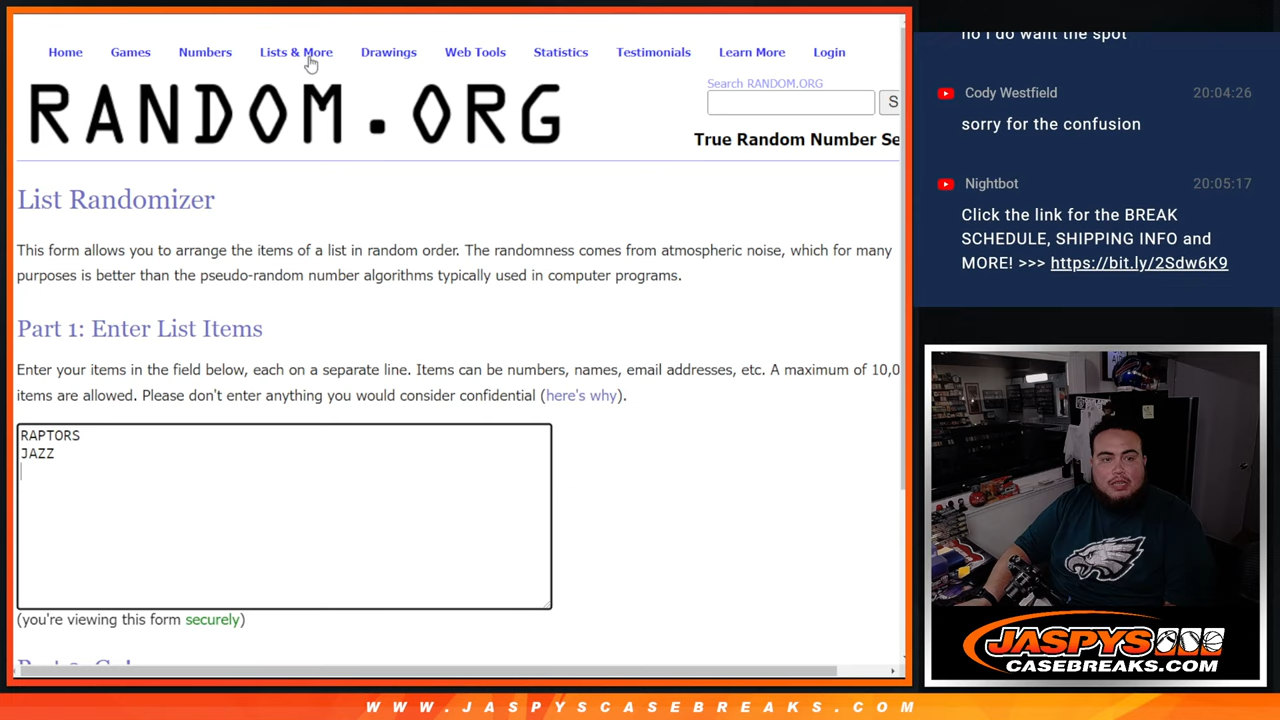 Home Games Numbers Lists & More Drawings Web Tools Statistics Testimonials Learn More Login
RANDOM.ORG
Search RANDOM.ORG
S
True Random Number Se
List Randomizer
This form allows you to arrange the items of a list in random order. The randomness comes from atmospheric noise, which for many
purposes is better than the pseudo-random number algorithms typically used in computer programs.
Part 1: Enter List Items
Enter your items in the field below, each on a separate line. Items can be numbers, names, email addresses, etc. A maximum of 10,0
items are allowed. Please don't enter anything you would consider confidential (here's why).
RAPTORS
JAZZ
(you're viewing this form securely)
no I do want the spot
Cody Westfield 20:04:26
sorry for the confusion
Nightbot 20:05:17
Click the link for the BREAK
SCHEDULE, SHIPPING INFO and
MORE! >>> https://bit.ly/2Sdw6K9
JASPYS
CASEBREAKS.COM
WWW.JASPYSCASEBREAKS.COM